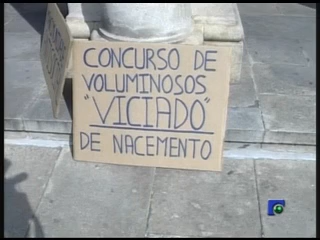 CONCURSO DE
VOLUMINOSOS
"VICIADO"
DE NACEMENTO